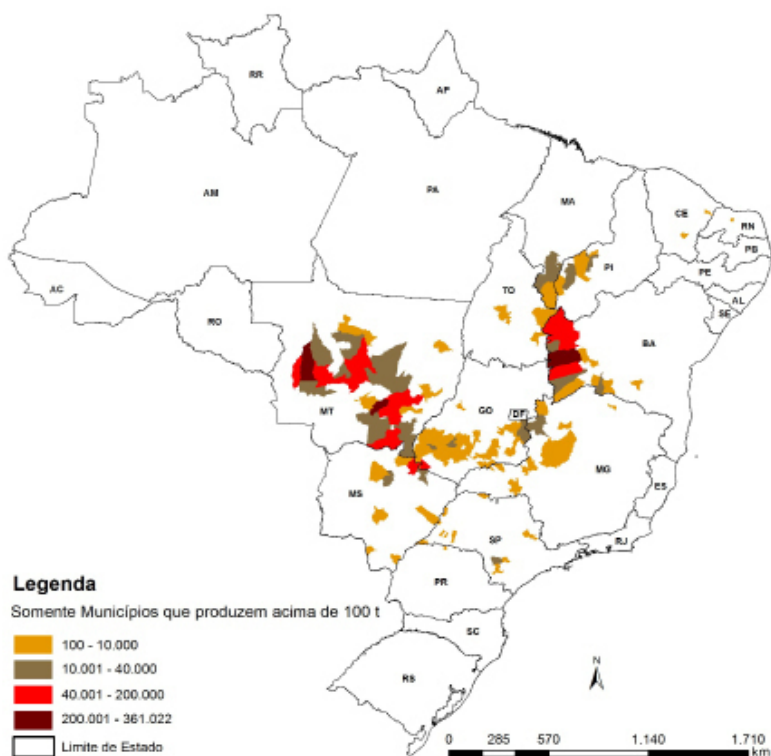 RR
AP
AM
PA
MA
CE
RN
PB
PI
PE
AC
TO
AL
SE
RO
BA
MT
GO
DF
MG
MS
ES
SP
RJ
PR
SC
RS
Legenda
Somente Municípios que produzem acima de 100 t
100 - 10.000
10.001 - 40.000
40.001 - 200.000
200.001 - 361.022
Limite de Estado
N
0 285 570 1.140 1.710
km